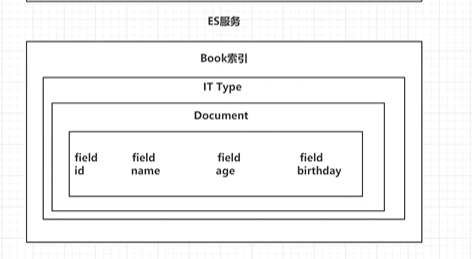 ES服务
Book索引
IT Type
Document
field field field field
id name age birthday